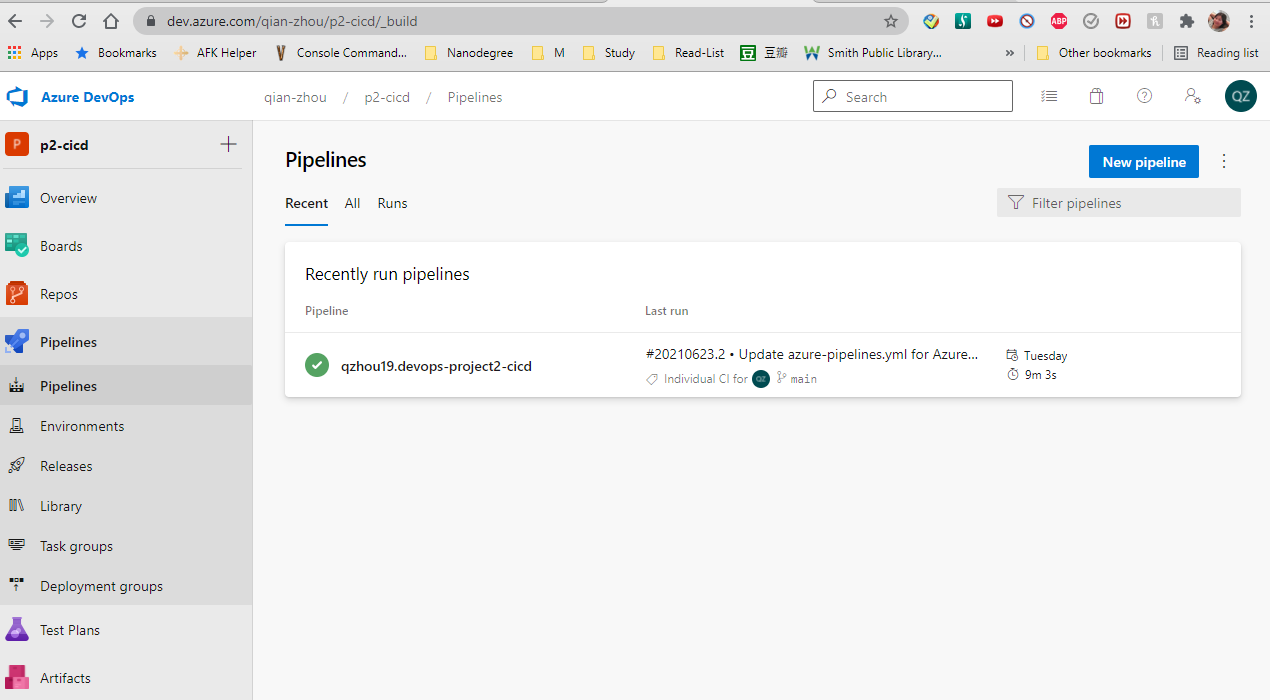 dev.azure.com/qian-zhou/p2-cicd/_build
ABP
Apps Bookmarks AFK Helper Console Command... Nanodegree M Study Read-List 豆瓣 Smith Public Library... » Other bookmarks Reading list
Azure DevOps qian-zhou / p2-cicd / Pipelines Search QZ
P p2-cicd
Overview
Boards
Repos
Pipelines
Pipelines
Environments
Releases
Library
Task groups
Deployment groups
Test Plans
Artifacts
Pipelines
New pipeline
Recent All Runs
Filter pipelines
Recently run pipelines
Pipeline Last run
qzhou19.devops-project2-cicd
#20210623.2 • Update azure-pipelines.yml for Azure...
Individual CI for QZ main
Tuesday
9m 3s